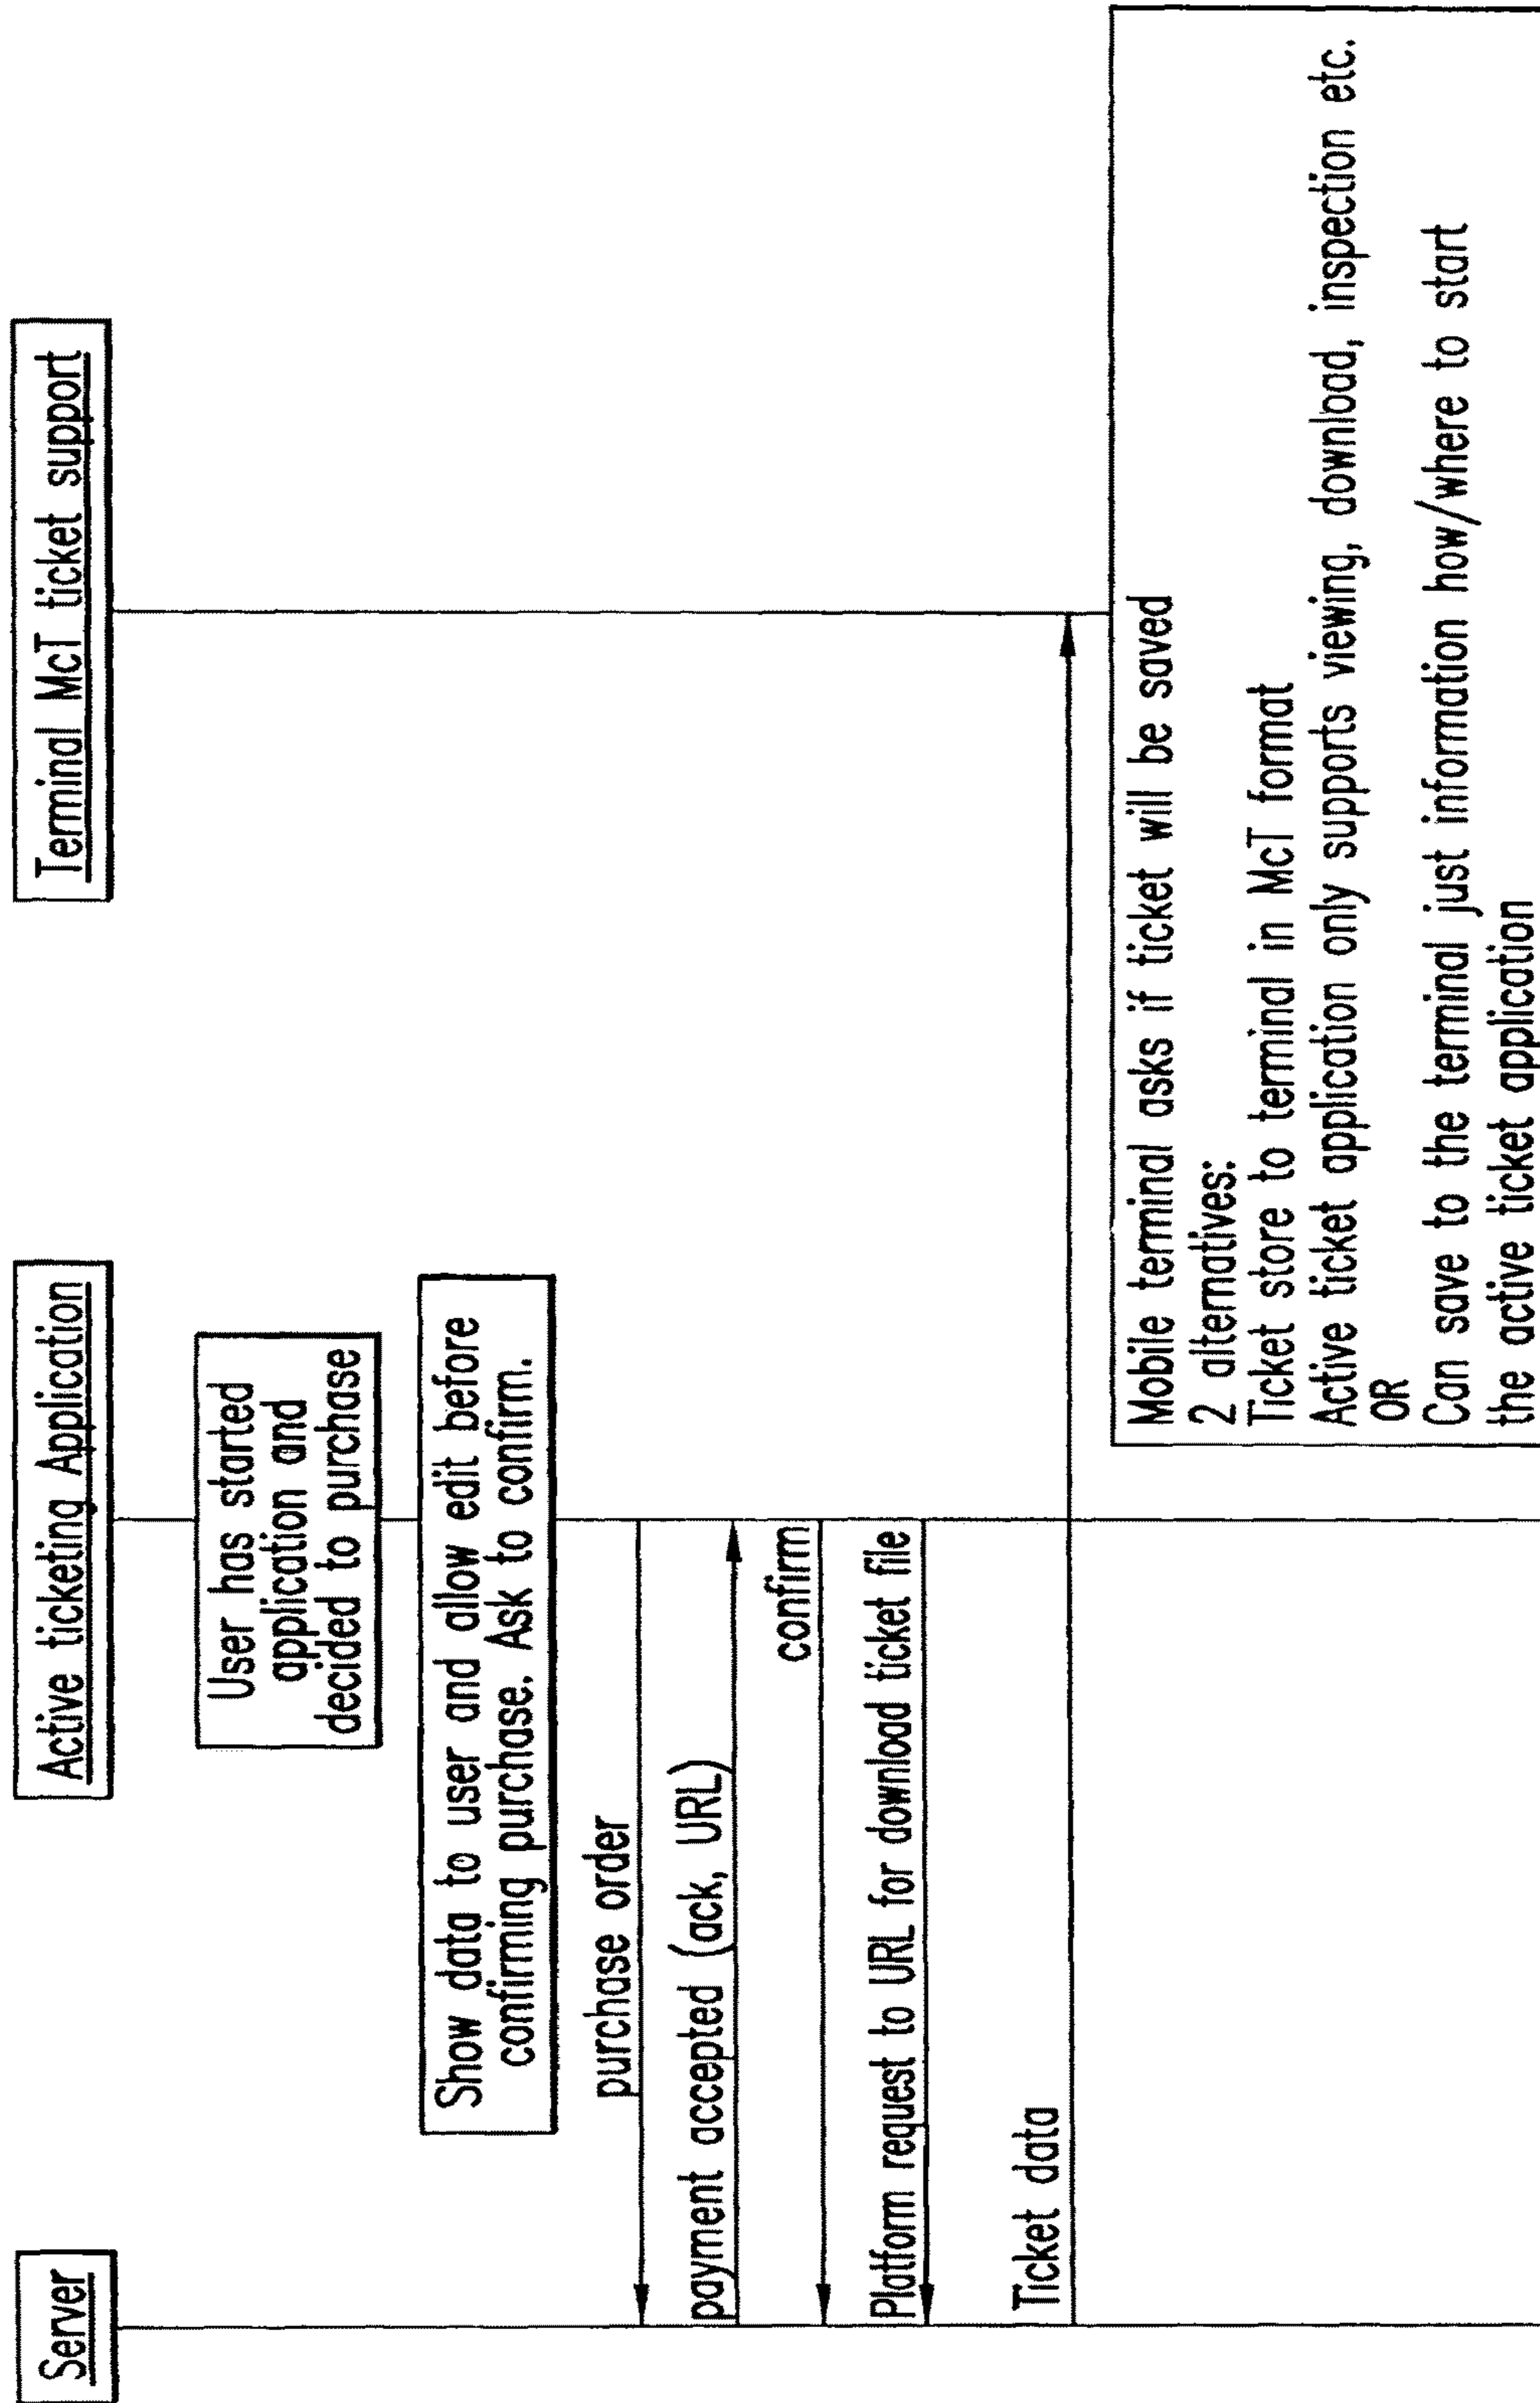 Server
Active ticketing Application
Terminal McT ticket support
User has started
application and
decided to purchase
Show data to user and allow edit before
confirming purchase. Ask to confirm.
purchase order
payment accepted (ack, URL)
confirm
Platform request to URL for download ticket file
Ticket data
Mobile terminal asks if ticket will be saved
2 alternatives:
Ticket store to terminal in McT format
Active ticket application only supports viewing, download, inspection etc.
OR
Can save to the terminal just information how/where to start
the active ticket application